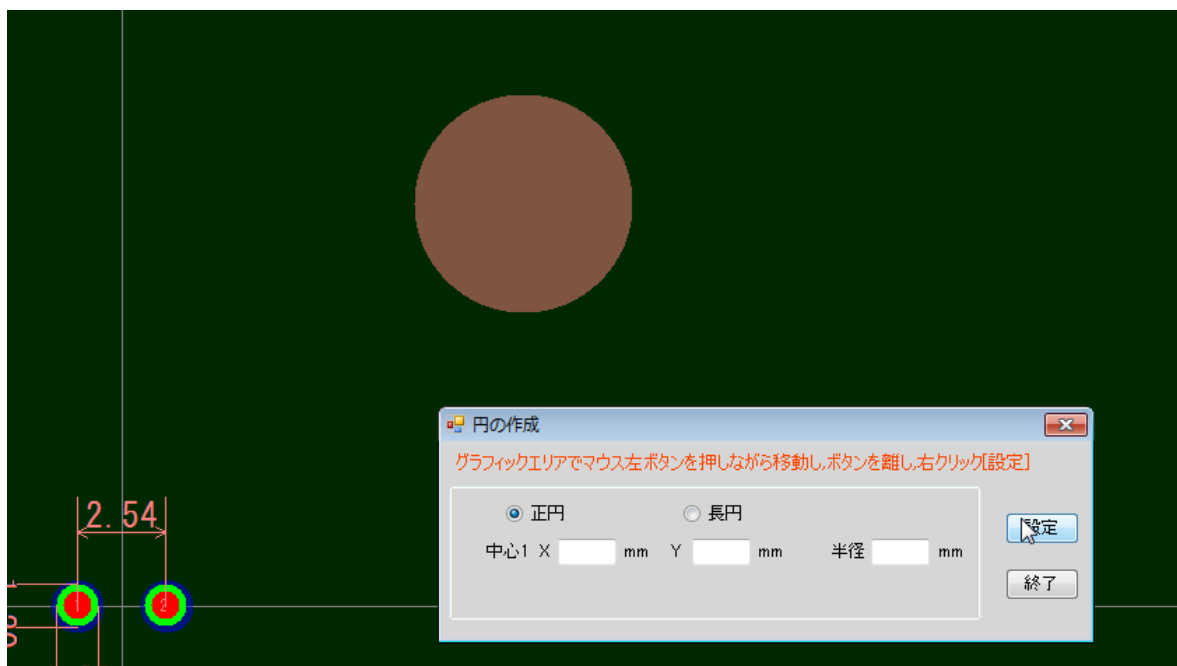 円の作成
グラフィックエリアでマウス左ボタンを押しながら移動し,ボタンを離し,右クリック[設定]
正円 長円
設定
中心1 X mm Y mm 半径 mm
終了
2.54
1 2